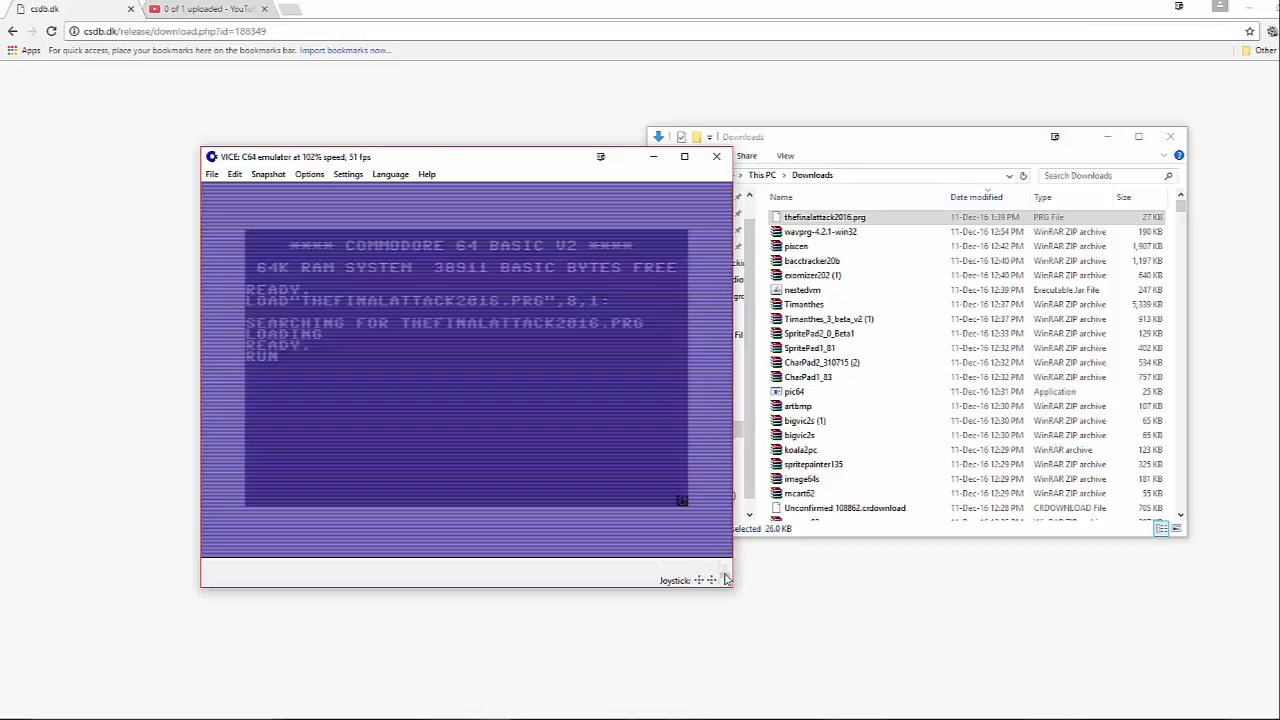 csdb.dk
0 of 1 uploaded - YouTu
csdb.dk/release/download.php?id=188349
Apps For quick access, place your bookmarks here on the bookmarks bar. Import bookmarks now...
Other
VICE: C64 emulator at 102% speed, 51 fps
File Edit Snapshot Options Settings Language Help
**** COMMODORE 64 BASIC V2 ****
64K RAM SYSTEM 38911 BASIC BYTES FREE
READY.
LOAD"THEFINALATTACK2016.PRG",8,1:
SEARCHING FOR THEFINALATTACK2016.PRG
LOADING
READY.
RUN
Joystick:
Downloads
Share View
This PC > Downloads
Search Downloads
Name Date modified Type Size
thefinalattack2016.prg 11-Dec-16 1:39 PM PRG File 27 KB
wavprg-4.2.1-win32 11-Dec-16 12:54 PM WinRAR ZIP archive 190 KB
prucen 11-Dec-16 12:42 PM WinRAR ZIP archive 1,907 KB
bacctracker20b 11-Dec-16 12:40 PM WinRAR ZIP archive 1,197 KB
exomizer202 (1) 11-Dec-16 12:40 PM WinRAR ZIP archive 640 KB
nestedvm 11-Dec-16 12:39 PM Executable Jar File 247 KB
Timanthes 11-Dec-16 12:34 PM WinRAR ZIP archive 5,339 KB
Timanthes_3_beta_v2 (1) 11-Dec-16 12:33 PM WinRAR ZIP archive 913 KB
SpritePad2_0_Beta1 11-Dec-16 12:33 PM WinRAR ZIP archive 679 KB
SpritePad1_81 11-Dec-16 12:32 PM WinRAR ZIP archive 402 KB
CharPad2_310715 (2) 11-Dec-16 12:32 PM WinRAR ZIP archive 534 KB
CharPad1_83 11-Dec-16 12:32 PM WinRAR ZIP archive 757 KB
pic64 11-Dec-16 12:31 PM Application 25 KB
artbmp 11-Dec-16 12:30 PM WinRAR ZIP archive 107 KB
bigvic2s (1) 11-Dec-16 12:30 PM WinRAR ZIP archive 65 KB
bigvic2s 11-Dec-16 12:30 PM WinRAR ZIP archive 65 KB
koala2pc 11-Dec-16 12:29 PM WinRAR archive 123 KB
spritepainter135 11-Dec-16 12:29 PM WinRAR ZIP archive 325 KB
image64s 11-Dec-16 12:29 PM WinRAR ZIP archive 181 KB
11-Dec-16 12:29 PM WinRAR ZIP archive 55 KB
Unconfirmed 108862.crdownload 11-Dec-16 12:28 PM CRDOWNLOAD File 705 KB
selected 26.0 KB